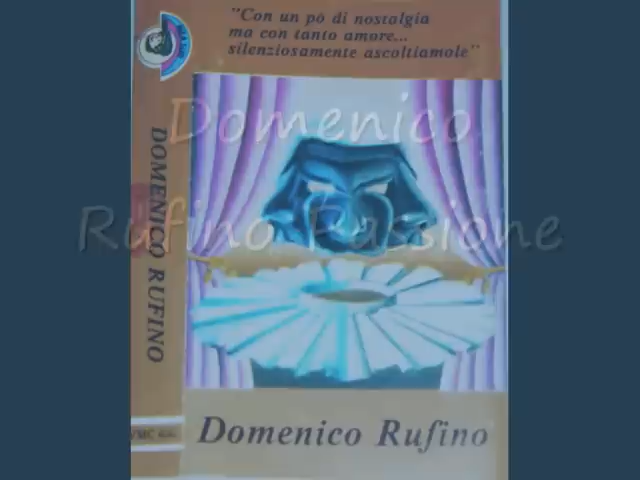 "Con un pò di nostalgia
ma con tanto amore...
silenziosamente ascoltiamole"
Domenico
Rufino Passione
DOMENICO RUFINO
Domenico Rufino